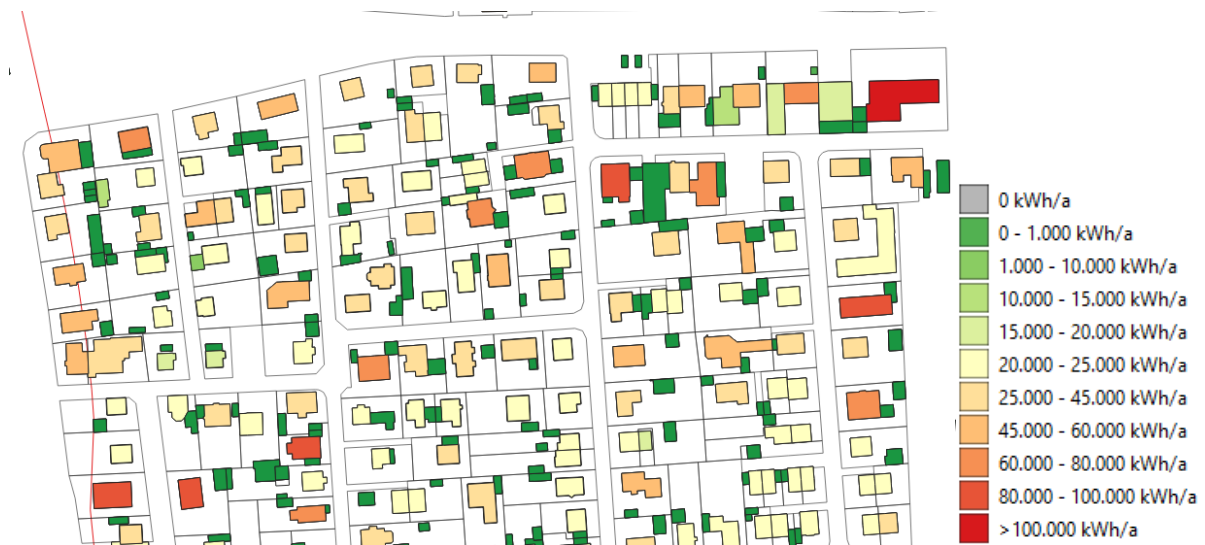 0 kWh/a
0 - 1.000 kWh/a
1.000 - 10.000 kWh/a
10.000 - 15.000 kWh/a
15.000 - 20.000 kWh/a
20.000 - 25.000 kWh/a
25.000 - 45.000 kWh/a
45.000 - 60.000 kWh/a
60.000 - 80.000 kWh/a
80.000 - 100.000 kWh/a
>100.000 kWh/a